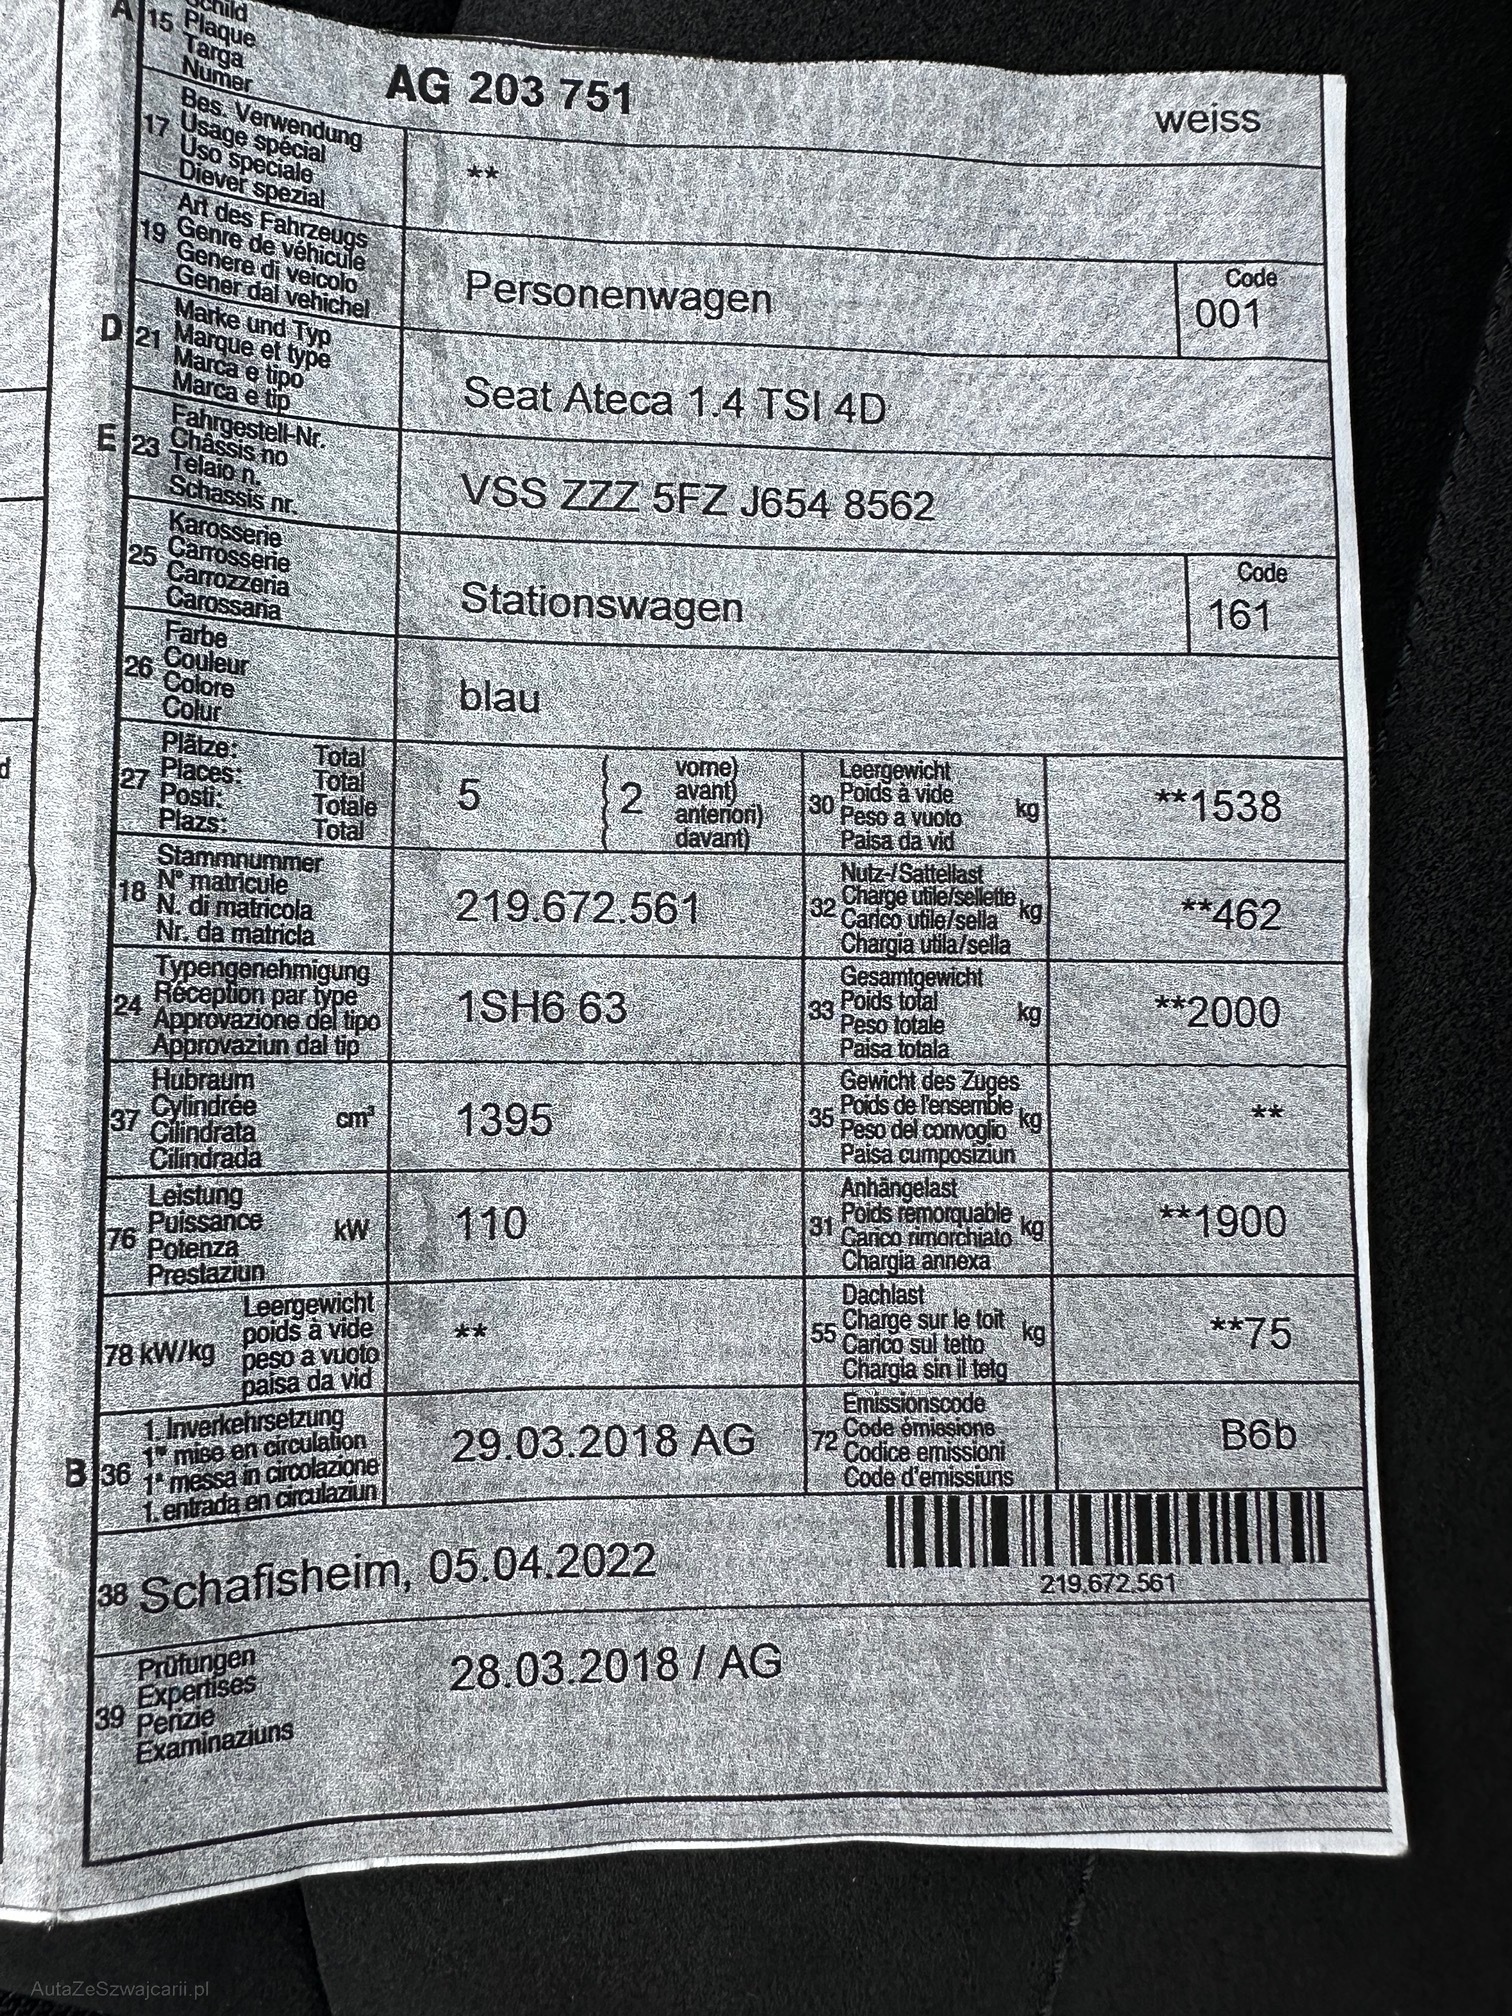 A 15 Schild
Plaque
Targa
Numer
AG 203 751
weiss
17 Bes. Verwendung
Usage spécial
Uso speciale
Diever spezial
**
19 Art des Fahrzeugs
Genre de véhicule
Genere di veicolo
Gener dal vehichel
Personenwagen
Code
001
D 21 Marke und Typ
Marque et type
Marca e tipo
Marca e tip
Seat Ateca 1.4 TSI 4D
E 23 Fahrgestell-Nr.
Châssis no
Telaio n.
Schassis nr.
VSS ZZZ 5FZ J654 8562
25 Karosserie
Carrosserie
Carrozzeria
Carossaria
Stationswagen
Code
161
26 Farbe
Couleur
Colore
Colur
blau
27 Plätze: Total
Places: Total
Posti: Totale
Plazs: Total
5
2
vorne)
avant)
anteriori)
davant)
30 Leergewicht
Poids à vide
Peso a vuoto
Paisa da vid
kg
**1538
18 Stammnummer
N° matricule
N. di matricola
Nr. da matricla
219.672.561
32 Nutz-/Sattellast
Charge utile/sellette
Carico utile/sella
Chargia utila/sella
kg
**462
24 Typengenehmigung
Réception par type
Approvazione del tipo
Approvaziun dal tip
1SH6 63
33 Gesamtgewicht
Poids total
Peso totale
Paisa totala
kg
**2000
37 Hubraum
Cylindrée
Cilindrata
Cilindrada
cm³
1395
35 Gewicht des Zuges
Poids de l'ensemble
Peso del convoglio
Paisa cumposiziun
kg
**
76 Leistung
Puissance
Potenza
Prestaziun
kW
110
31 Anhängelast
Poids remorquable
Carico rimorchiato
Chargia annexa
kg
**1900
78 kW/kg
Leergewicht
poids à vide
peso a vuoto
paisa da vid
**
55 Dachlast
Charge sur le toit
Carico sul tetto
Chargia sin il tetg
kg
**75
B 36 1. Inverkehrsetzung
1re mise en circulation
1a messa in circolazione
1. entrada en circulaziun
29.03.2018 AG
72 Emissionscode
Code émissions
Codice emissioni
Code d'emissiuns
B6b
38 Schafisheim, 05.04.2022
219.672.561
39 Prüfungen
Expertises
Perizie
Examinaziuns
28.03.2018 / AG
d
AutaZeSzwajcarii.pl